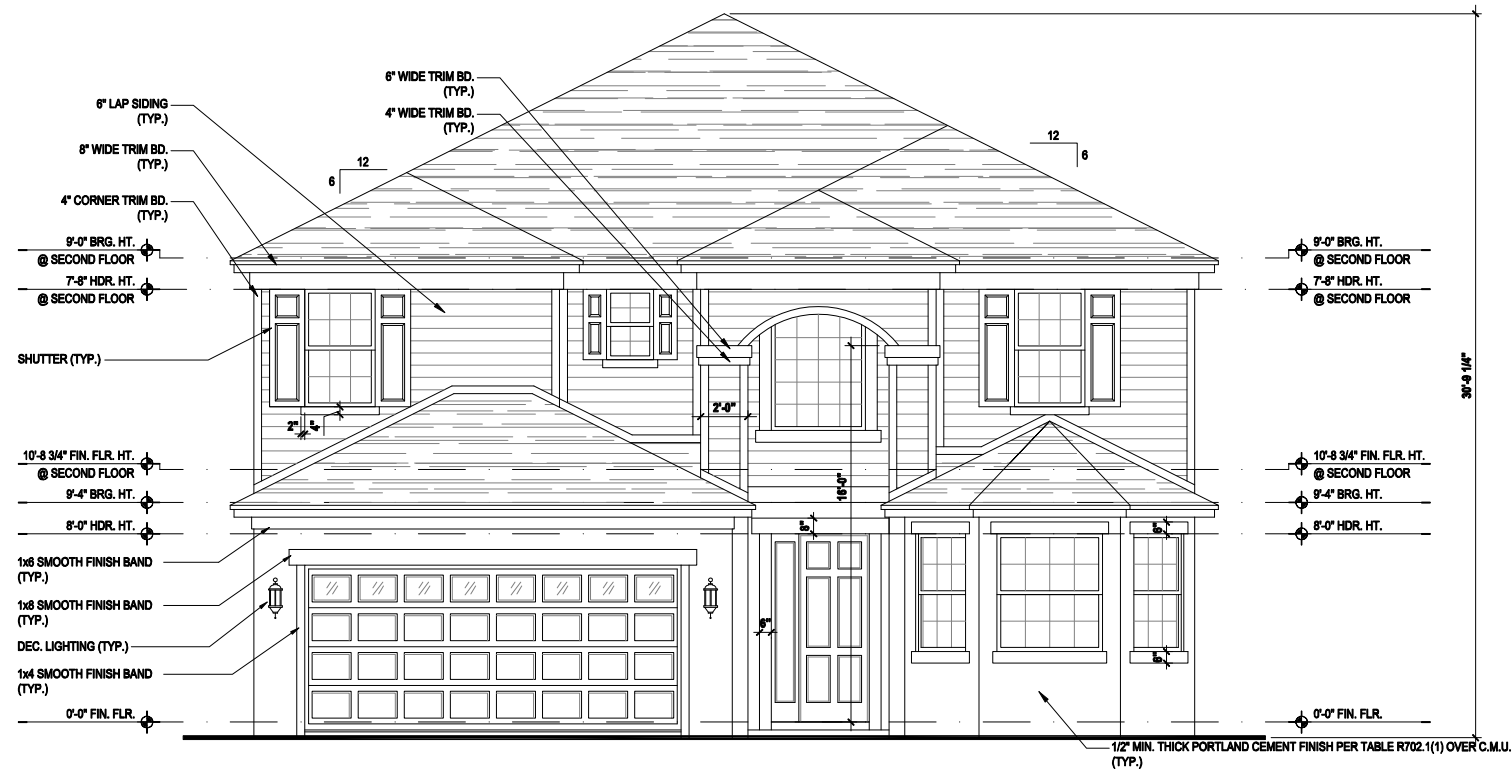 6" WIDE TRIM BD.
(TYP.)
4" WIDE TRIM BD.
(TYP.)
6" LAP SIDING
(TYP.)
8" WIDE TRIM BD.
(TYP.)
4" CORNER TRIM BD.
(TYP.)
12
6
12
6
9'-0" BRG. HT.
@ SECOND FLOOR
7'-8" HDR. HT.
@ SECOND FLOOR
SHUTTER (TYP.)
10'-8 3/4" FIN. FLR. HT.
@ SECOND FLOOR
9'-4" BRG. HT.
8'-0" HDR. HT.
1x6 SMOOTH FINISH BAND
(TYP.)
1x8 SMOOTH FINISH BAND
(TYP.)
DEC. LIGHTING (TYP.)
1x4 SMOOTH FINISH BAND
(TYP.)
0'-0" FIN. FLR.
2"
4"
2'-0"
16'-0"
8"
6"
6"
6"
9'-0" BRG. HT.
@ SECOND FLOOR
7'-8" HDR. HT.
@ SECOND FLOOR
10'-8 3/4" FIN. FLR. HT.
@ SECOND FLOOR
9'-4" BRG. HT.
8'-0" HDR. HT.
0'-0" FIN. FLR.
30'-9 1/4"
1/2" MIN. THICK PORTLAND CEMENT FINISH PER TABLE R702.1(1) OVER C.M.U.
(TYP.)